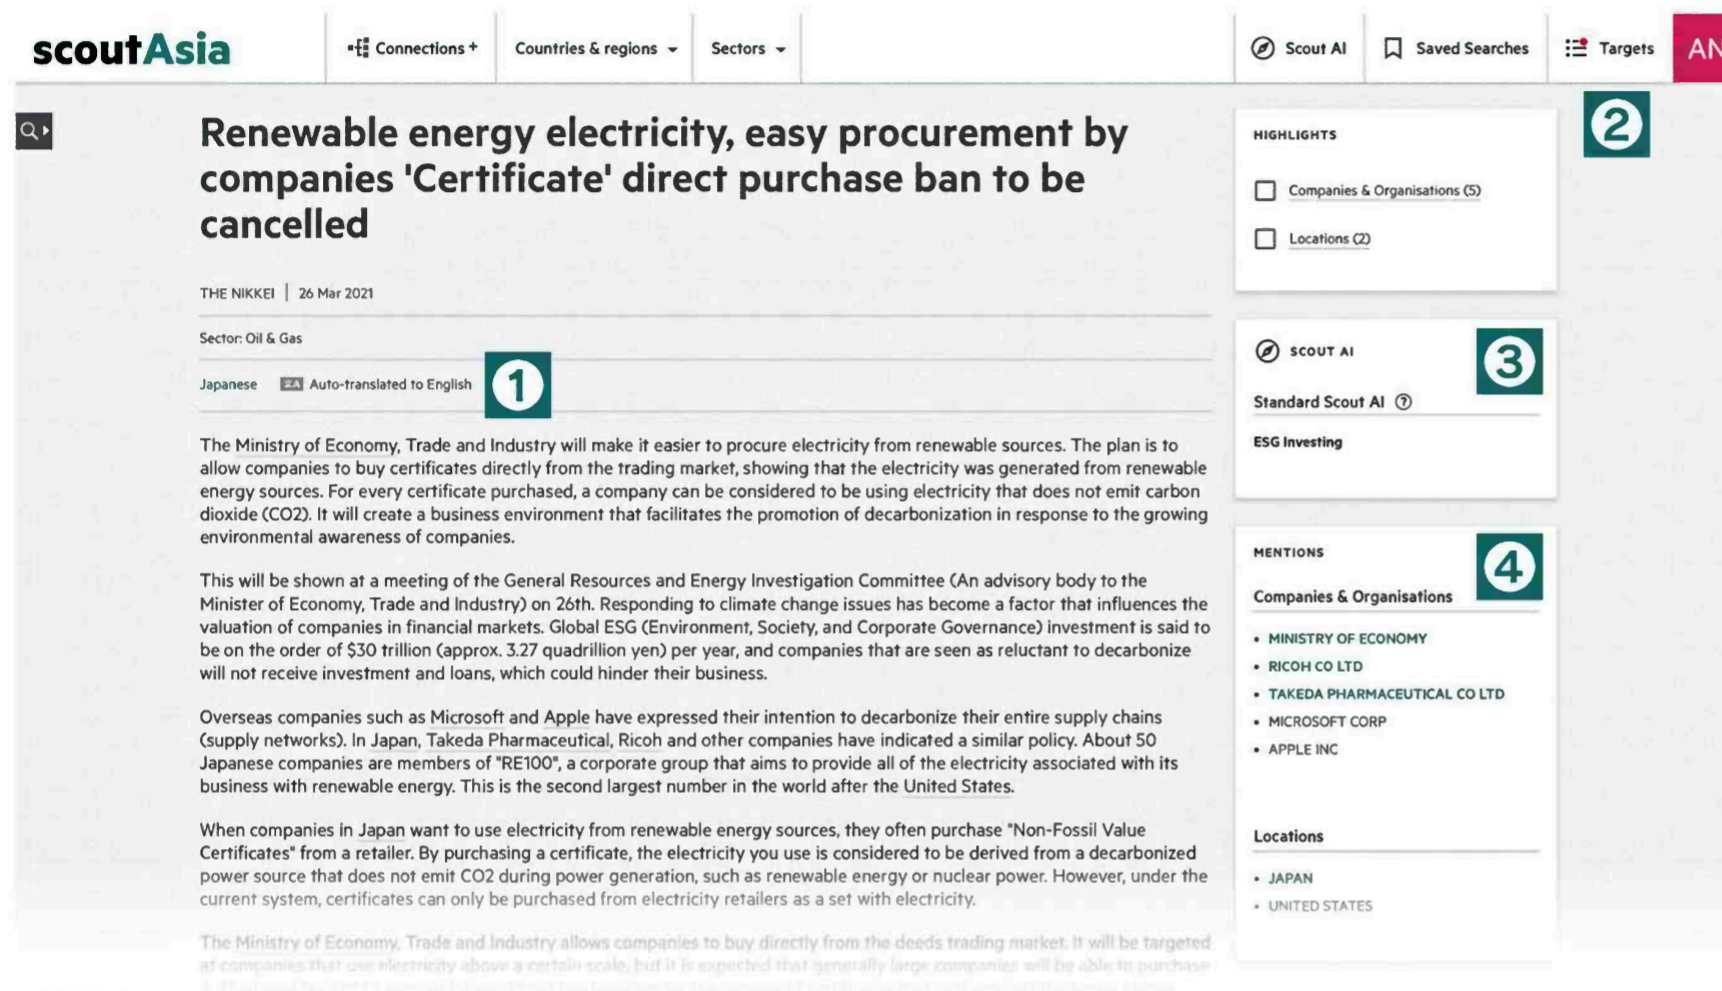 scoutAsia
Connections +
Countries & regions
Sectors
Scout AI
Saved Searches
Targets
AN
Renewable energy electricity, easy procurement by
companies 'Certificate' direct purchase ban to be
cancelled
THE NIKKEI | 26 Mar 2021
Sector: Oil & Gas
Japanese
Auto-translated to English
1
The Ministry of Economy, Trade and Industry will make it easier to procure electricity from renewable sources. The plan is to
allow companies to buy certificates directly from the trading market, showing that the electricity was generated from renewable
energy sources. For every certificate purchased, a company can be considered to be using electricity that does not emit carbon
dioxide (CO2). It will create a business environment that facilitates the promotion of decarbonization in response to the growing
environmental awareness of companies.
This will be shown at a meeting of the General Resources and Energy Investigation Committee (An advisory body to the
Minister of Economy, Trade and Industry) on 26th. Responding to climate change issues has become a factor that influences the
valuation of companies in financial markets. Global ESG (Environment, Society, and Corporate Governance) investment is said to
be on the order of $30 trillion (approx. 3.27 quadrillion yen) per year, and companies that are seen as reluctant to decarbonize
will not receive investment and loans, which could hinder their business.
Overseas companies such as Microsoft and Apple have expressed their intention to decarbonize their entire supply chains
(supply networks). In Japan, Takeda Pharmaceutical, Ricoh and other companies have indicated a similar policy. About 50
Japanese companies are members of "RE100", a corporate group that aims to provide all of the electricity associated with its
business with renewable energy. This is the second largest number in the world after the United States.
When companies in Japan want to use electricity from renewable energy sources, they often purchase "Non-Fossil Value
Certificates" from a retailer. By purchasing a certificate, the electricity you use is considered to be derived from a decarbonized
power source that does not emit CO2 during power generation, such as renewable energy or nuclear power. However, under the
current system, certificates can only be purchased from electricity retailers as a set with electricity.
The Ministry of Economy, Trade and Industry allows companies to buy directly from the deeds trading market. It will be targeted
at companies that use electricity above a certain scale, but it is expected that generally large companies will be able to purchase
HIGHLIGHTS
2
Companies & Organisations (5)
Locations (2)
SCOUT AI
3
Standard Scout AI ?
ESG Investing
MENTIONS
4
Companies & Organisations
• MINISTRY OF ECONOMY
• RICOH CO LTD
• TAKEDA PHARMACEUTICAL CO LTD
• MICROSOFT CORP
• APPLE INC
Locations
• JAPAN
• UNITED STATES